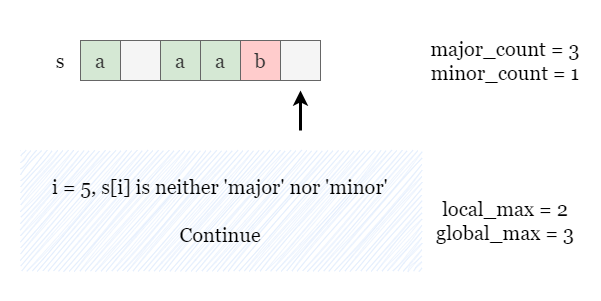 s a a a b
major_count = 3
minor_count = 1
i = 5, s[i] is neither 'major' nor 'minor'
Continue
local_max = 2
global_max = 3